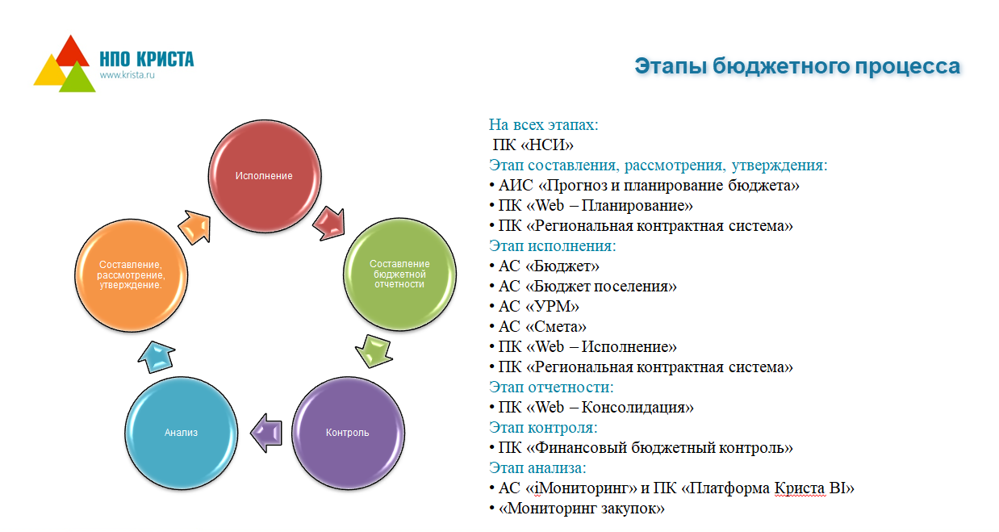 НПО КРИСТА
www.krista.ru
Этапы бюджетного процесса
Исполнение
Составление,
рассмотрение,
утверждение.
Составление
бюджетной
отчетности
Анализ
Контроль
На всех этапах:
ПК «НСИ»
Этап составления, рассмотрения, утверждения:
• АИС «Прогноз и планирование бюджета»
• ПК «Web – Планирование»
• ПК «Региональная контрактная система»
Этап исполнения:
• АС «Бюджет»
• АС «Бюджет поселения»
• АС «УРМ»
• АС «Смета»
• ПК «Web – Исполнение»
• ПК «Региональная контрактная система»
Этап отчетности:
• ПК «Web – Консолидация»
Этап контроля:
• ПК «Финансовый бюджетный контроль»
Этап анализа:
• АС «iМониторинг» и ПК «Платформа Криста BI»
• «Мониторинг закупок»